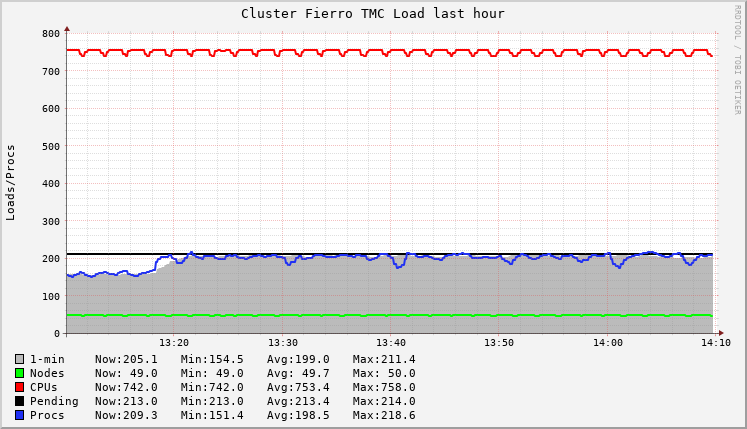 Cluster Fierro TMC Load last hour
RRDTOOL / TOBI OETIKER
Loads/Procs
800
700
600
500
400
300
200
100
0
13:20 13:30 13:40 13:50 14:00 14:10
1-min Now:205.1 Min:154.5 Avg:199.0 Max:211.4
Nodes Now: 49.0 Min: 49.0 Avg: 49.7 Max: 50.0
CPUs Now:742.0 Min:742.0 Avg:753.4 Max:758.0
Pending Now:213.0 Min:213.0 Avg:213.4 Max:214.0
Procs Now:209.3 Min:151.4 Avg:198.5 Max:218.6